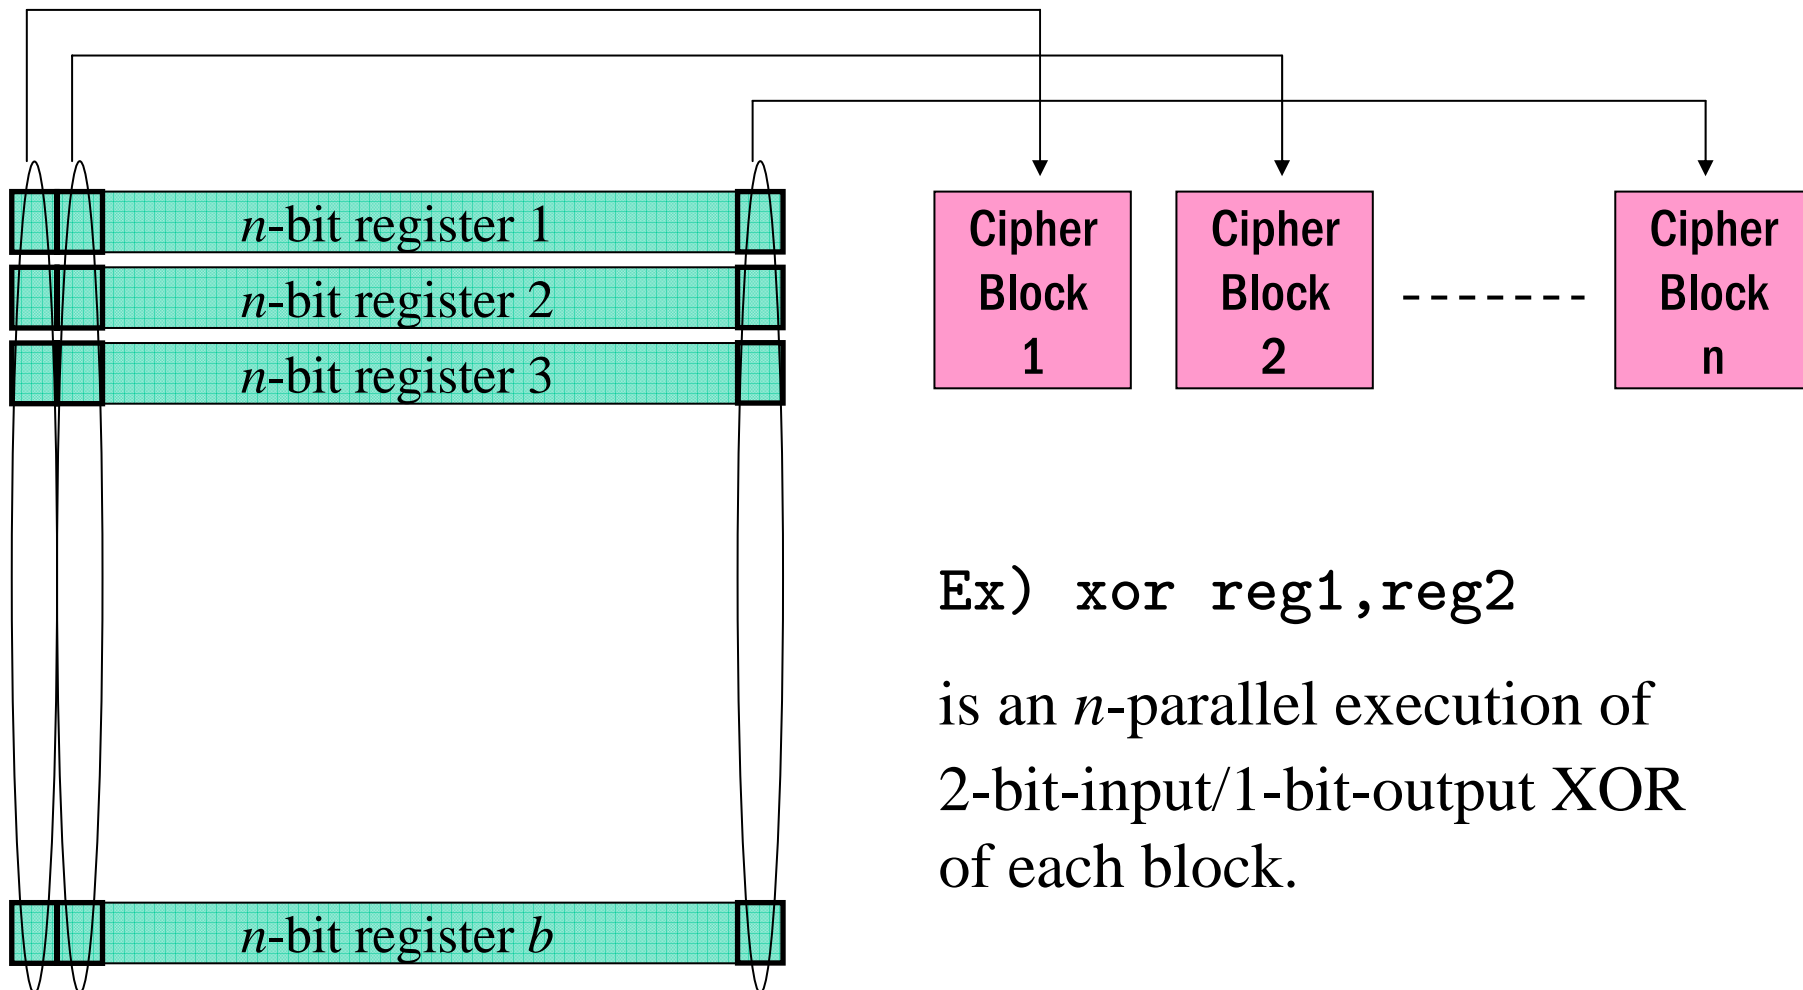 n-bit register 1
n-bit register 2
n-bit register 3
n-bit register b
Cipher
Block
1
Cipher
Block
2
Cipher
Block
n
Ex) xor reg1,reg2
is an n-parallel execution of
2-bit-input/1-bit-output XOR
of each block.